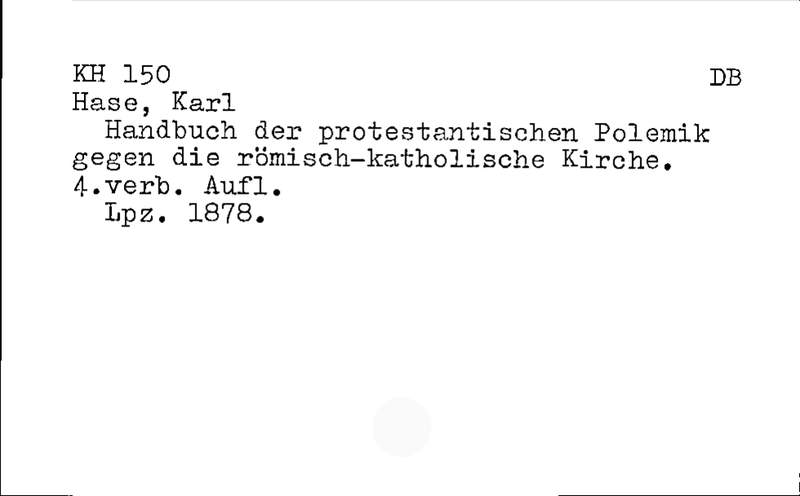 KH 150 DB
Hase, Karl
Handbuch der protestantischen Polemik
gegen die römisch-katholische Kirche.
4.verb. Aufl.
Lpz. 1878.